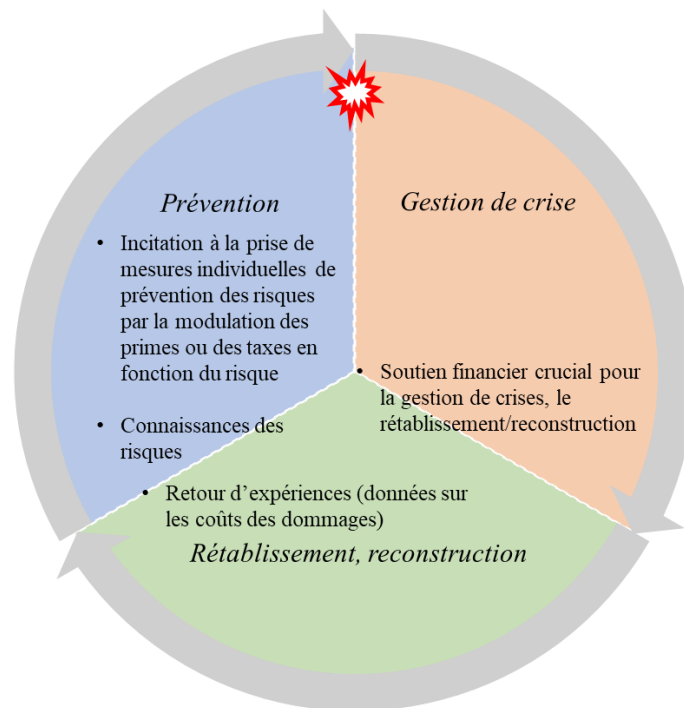 Prévention
• Incitation à la prise de
mesures individuelles de
prévention des risques
par la modulation des
primes ou des taxes en
fonction du risque
• Connaissances des
risques
Gestion de crise
• Soutien financier crucial pour
la gestion de crises, le
rétablissement/reconstruction
• Retour d’expériences (données sur
les coûts des dommages)
Rétablissement, reconstruction